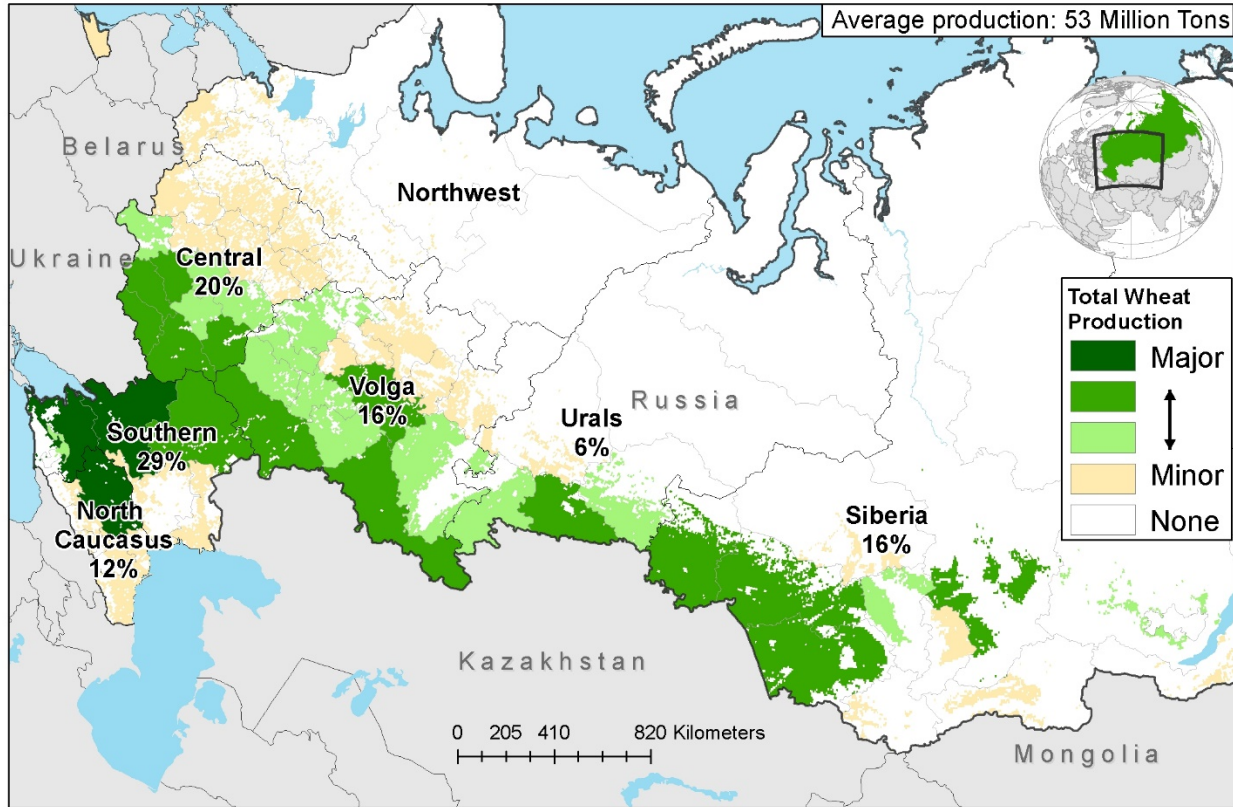 Average production: 53 Million Tons
Belarus
Northwest
Ukraine
Central
20%
Total Wheat
Production
Major
Minor
None
Volga
16%
Russia
Urals
6%
Southern
29%
North
Caucasus
12%
Siberia
16%
Kazakhstan
0 205 410 820 Kilometers
Mongolia